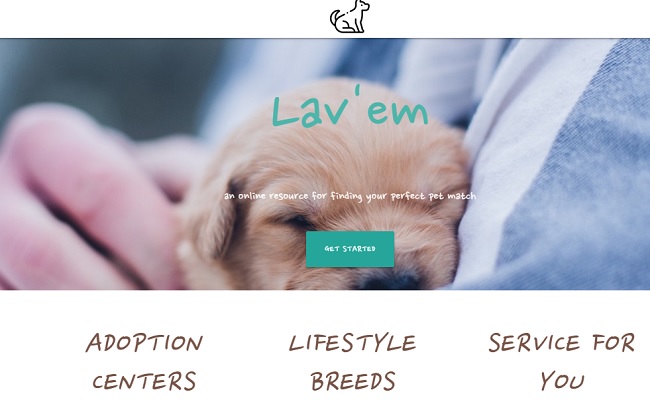 Lav'em
an online resource for finding your perfect pet match
GET STARTED
ADOPTION
CENTERS
LIFESTYLE
BREEDS
SERVICE FOR
YOU